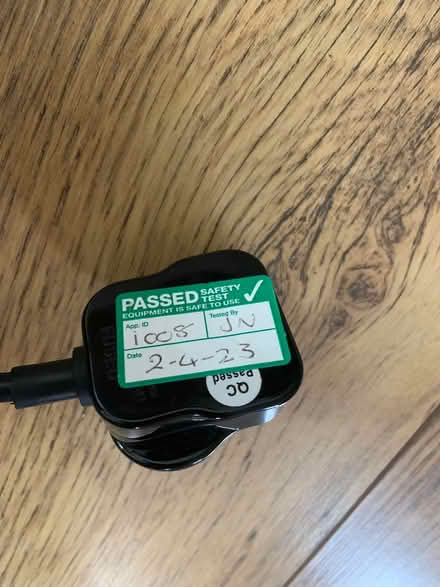 PASSED SAFETY TEST
EQUIPMENT IS SAFE TO USE
App. ID
i008
Tested By
JN
Date
2-4-23
QC
Passed